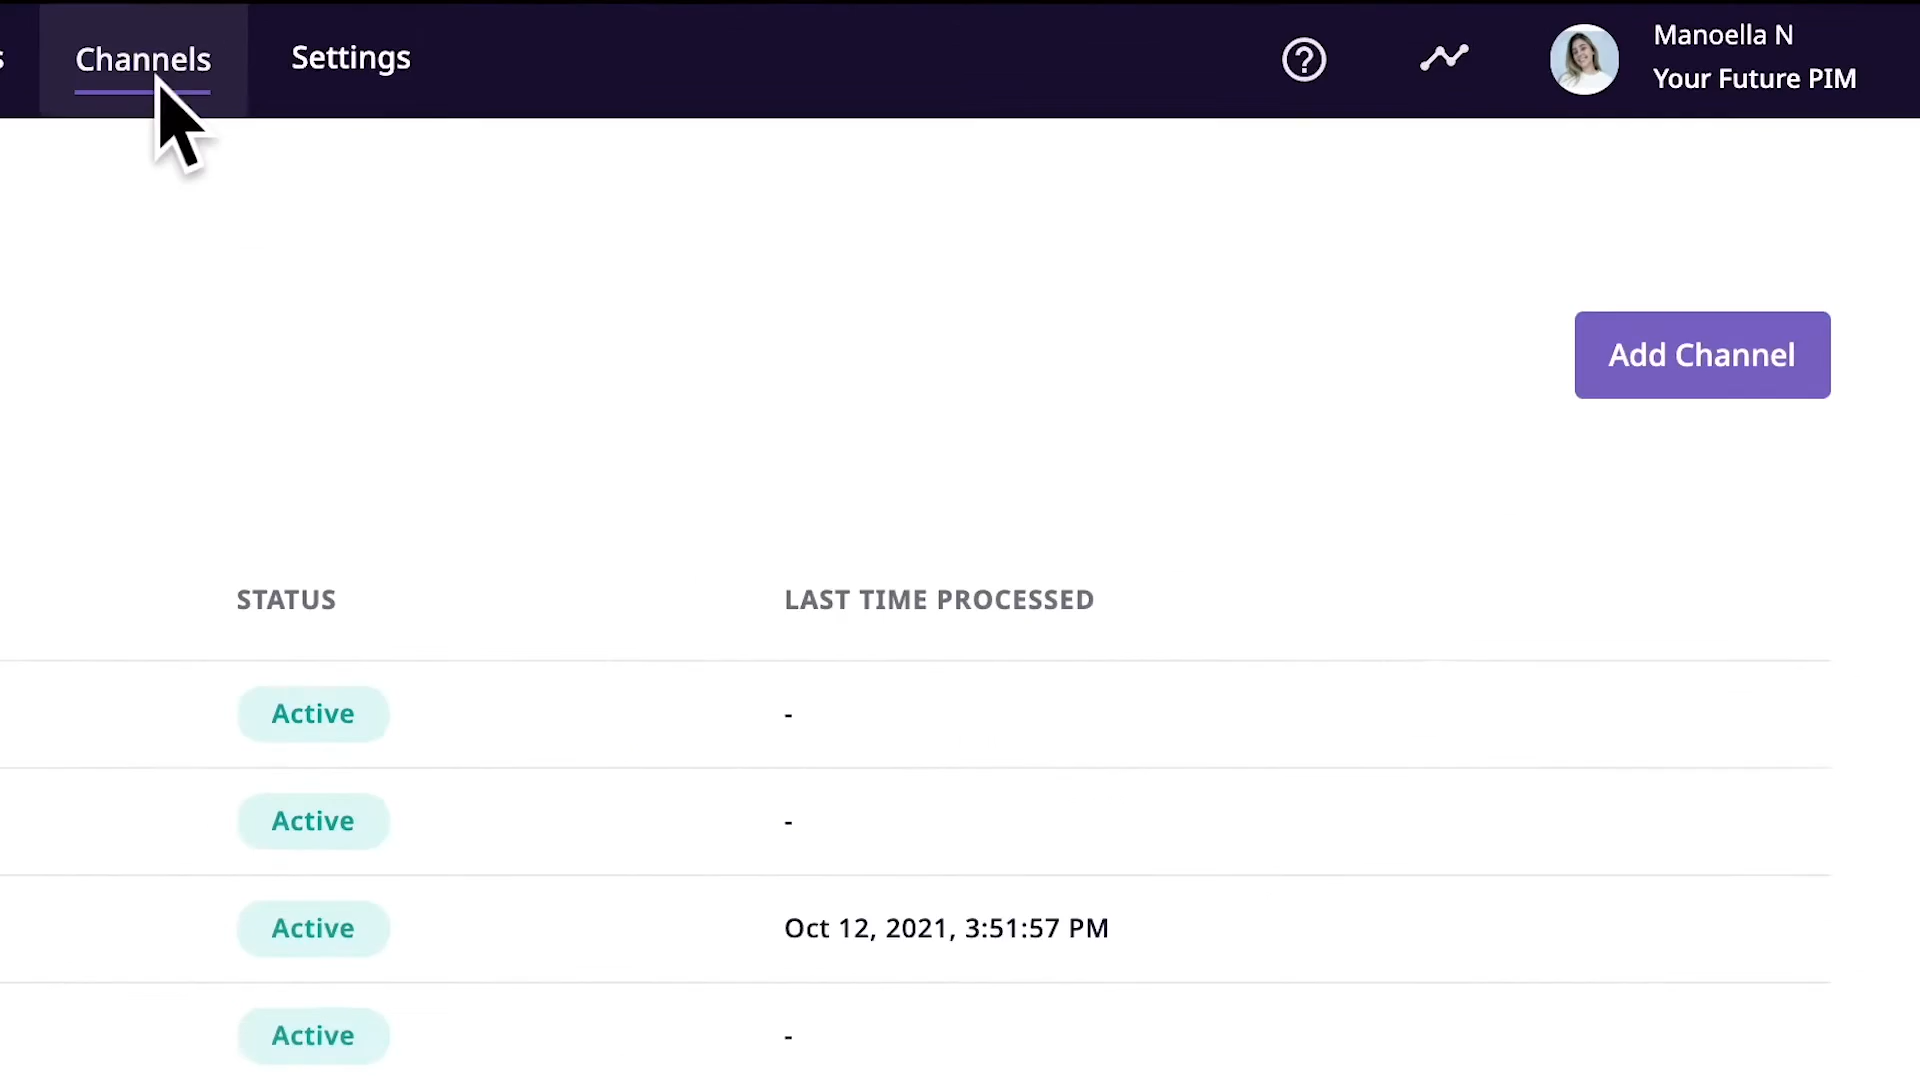 s
Channels
Settings
Manoella N
Your Future PIM
Add Channel
STATUS
LAST TIME PROCESSED
Active
-
Active
-
Active
Oct 12, 2021, 3:51:57 PM
Active
-